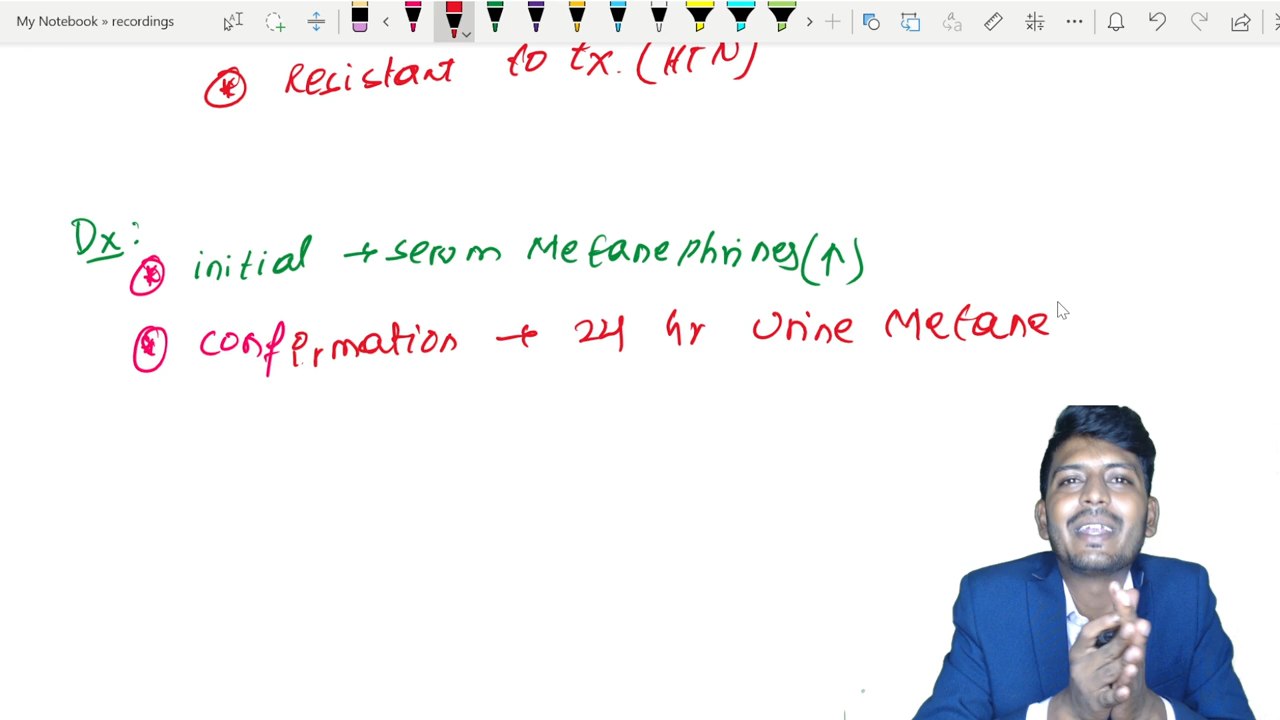 My Notebook » recordings
Resistant to tx. (HTN)
Dx:
initial → serum Metanephrines (↑)
confirmation → 24 hr Urine Metane